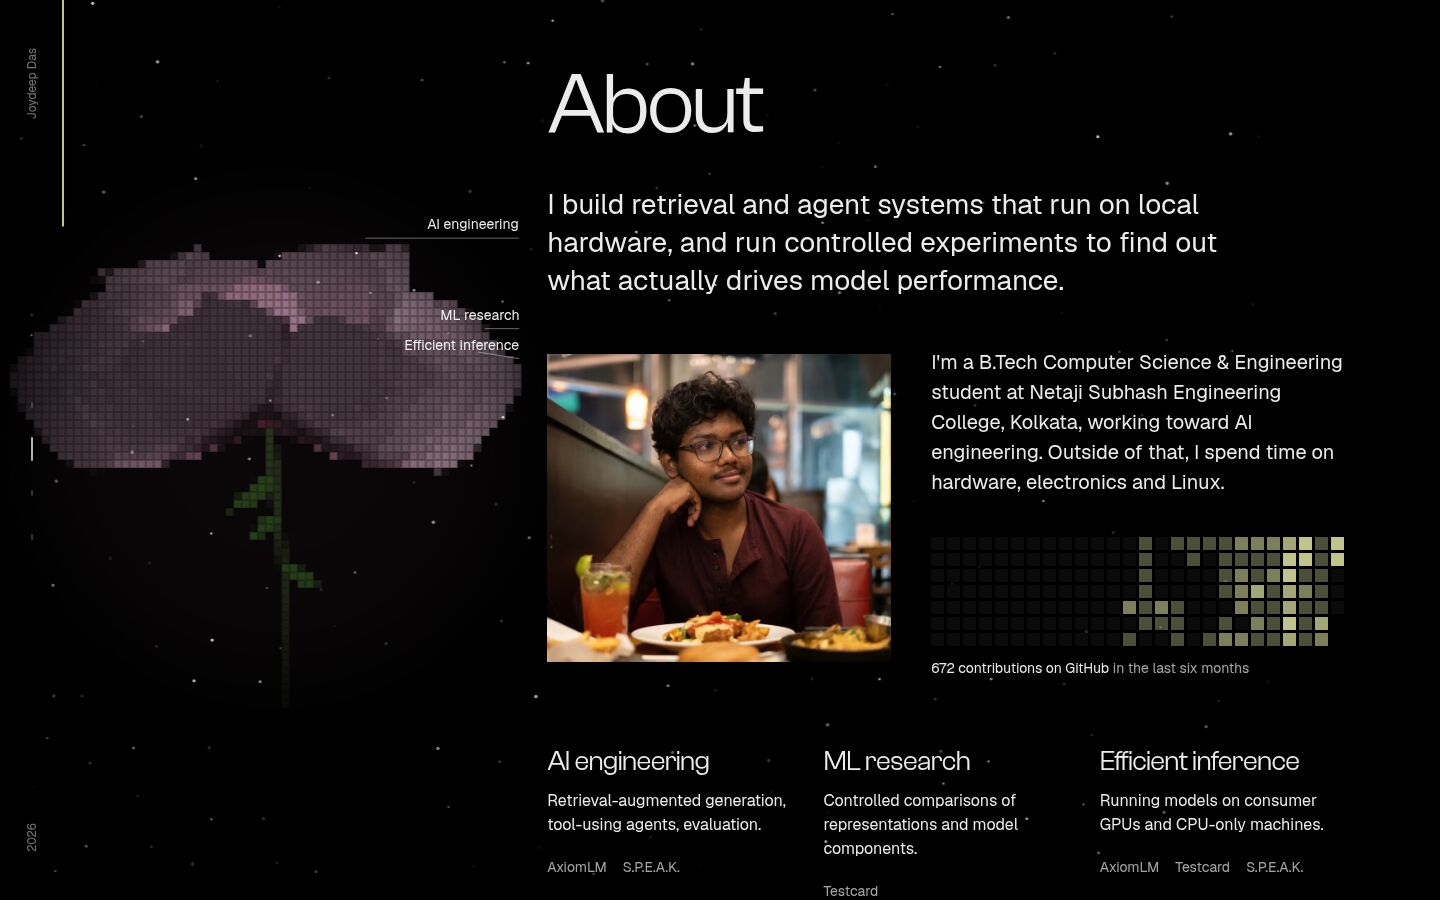 Joydeep Das
About
I build retrieval and agent systems that run on local
hardware, and run controlled experiments to find out
what actually drives model performance.
AI engineering
ML research
Efficient Inference
I'm a B.Tech Computer Science & Engineering
student at Netaji Subhash Engineering
College, Kolkata, working toward AI
engineering. Outside of that, I spend time on
hardware, electronics and Linux.
672 contributions on GitHub in the last six months
AI engineering
Retrieval-augmented generation,
tool-using agents, evaluation.
AxiomLM S.P.E.A.K.
ML research
Controlled comparisons of
representations and model
components.
Testcard
Efficient inference
Running models on consumer
GPUs and CPU-only machines.
AxiomLM Testcard S.P.E.A.K.
2026